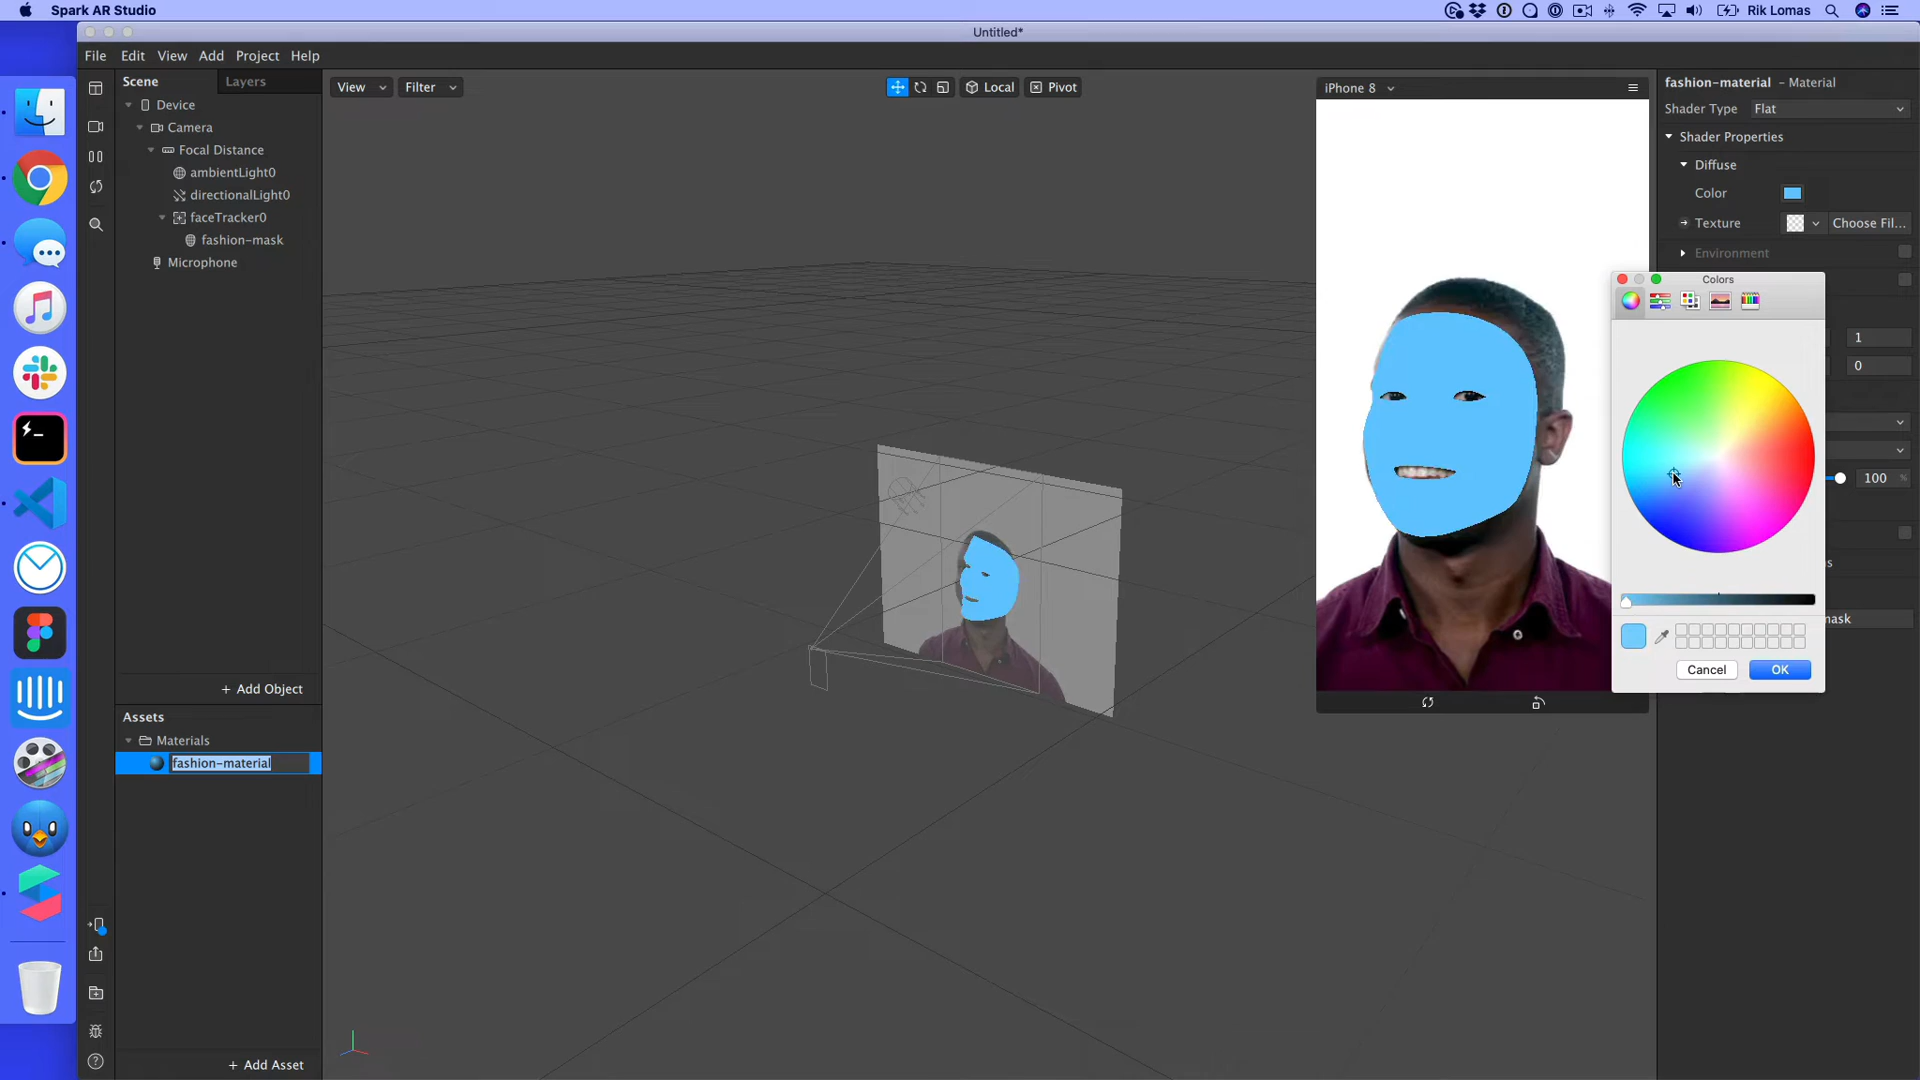 Spark AR Studio
Rik Lomas
Untitled*
File Edit View Add Project Help
Scene Layers
Device
Camera
Focal Distance
ambientLight0
directionalLight0
faceTracker0
fashion-mask
Microphone
+ Add Object
Assets
Materials
fashion-material
+ Add Asset
View Filter
Local Pivot
iPhone 8
fashion-material – Material
Shader Type Flat
Shader Properties
Diffuse
Color
Texture Choose Fil...
Environment
Colors
1
0
100 %
Cancel OK